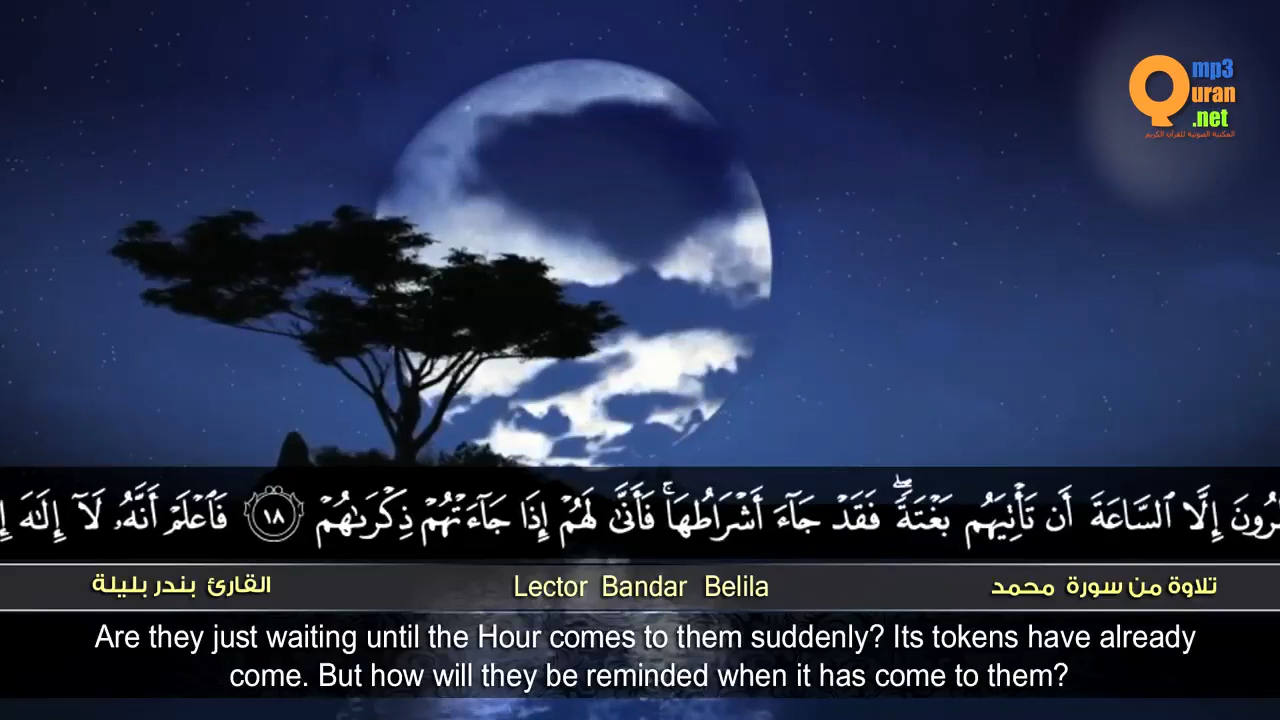 mp3
Quran
.net
المكتبة الصوتية للقرآن الكريم
إِلَّا ٱلسَّاعَةَ أَن تَأْتِيَهُم بَغْتَةً ۖ فَقَدْ جَآءَ أَشْرَاطُهَا ۚ فَأَنَّىٰ لَهُمْ إِذَا جَآءَتْهُمْ ذِكْرَىٰهُمْ ١٨ فَٱعْلَمْ أَنَّهُۥ لَآ إِلَٰهَ
تلاوة من سورة محمد Lector Bandar Belila القارئ بندر بليلة
Are they just waiting until the Hour comes to them suddenly? Its tokens have already
come. But how will they be reminded when it has come to them?